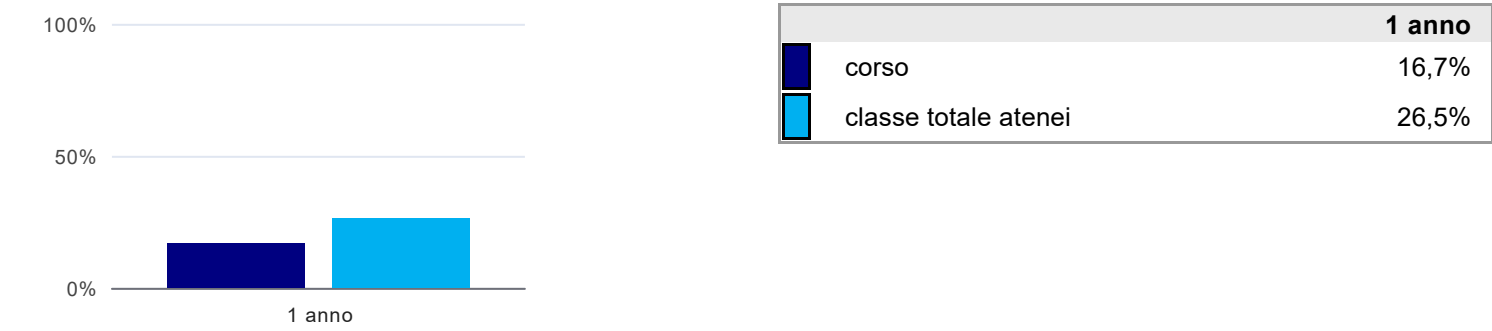 100%
50%
0%
1 anno
1 anno
corso 16,7%
classe totale atenei 26,5%